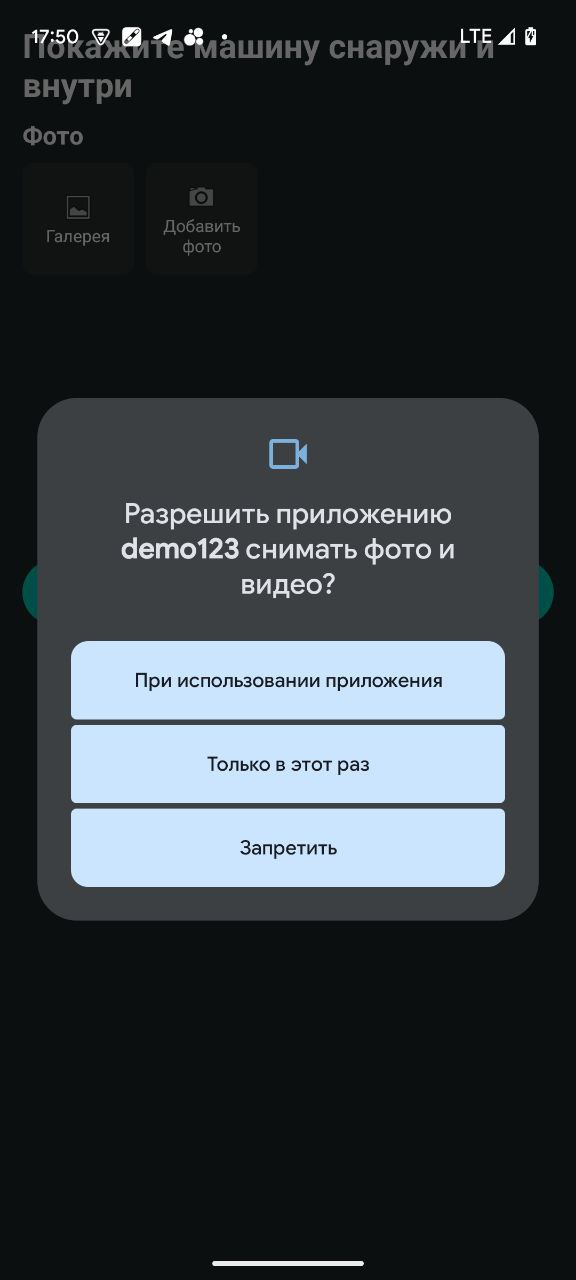 17:50
LTE
Покажите машину снаружи и
внутри
Фото
Галерея
Добавить
фото
Разрешить приложению
demo123 снимать фото и
видео?
При использовании приложения
Только в этот раз
Запретить